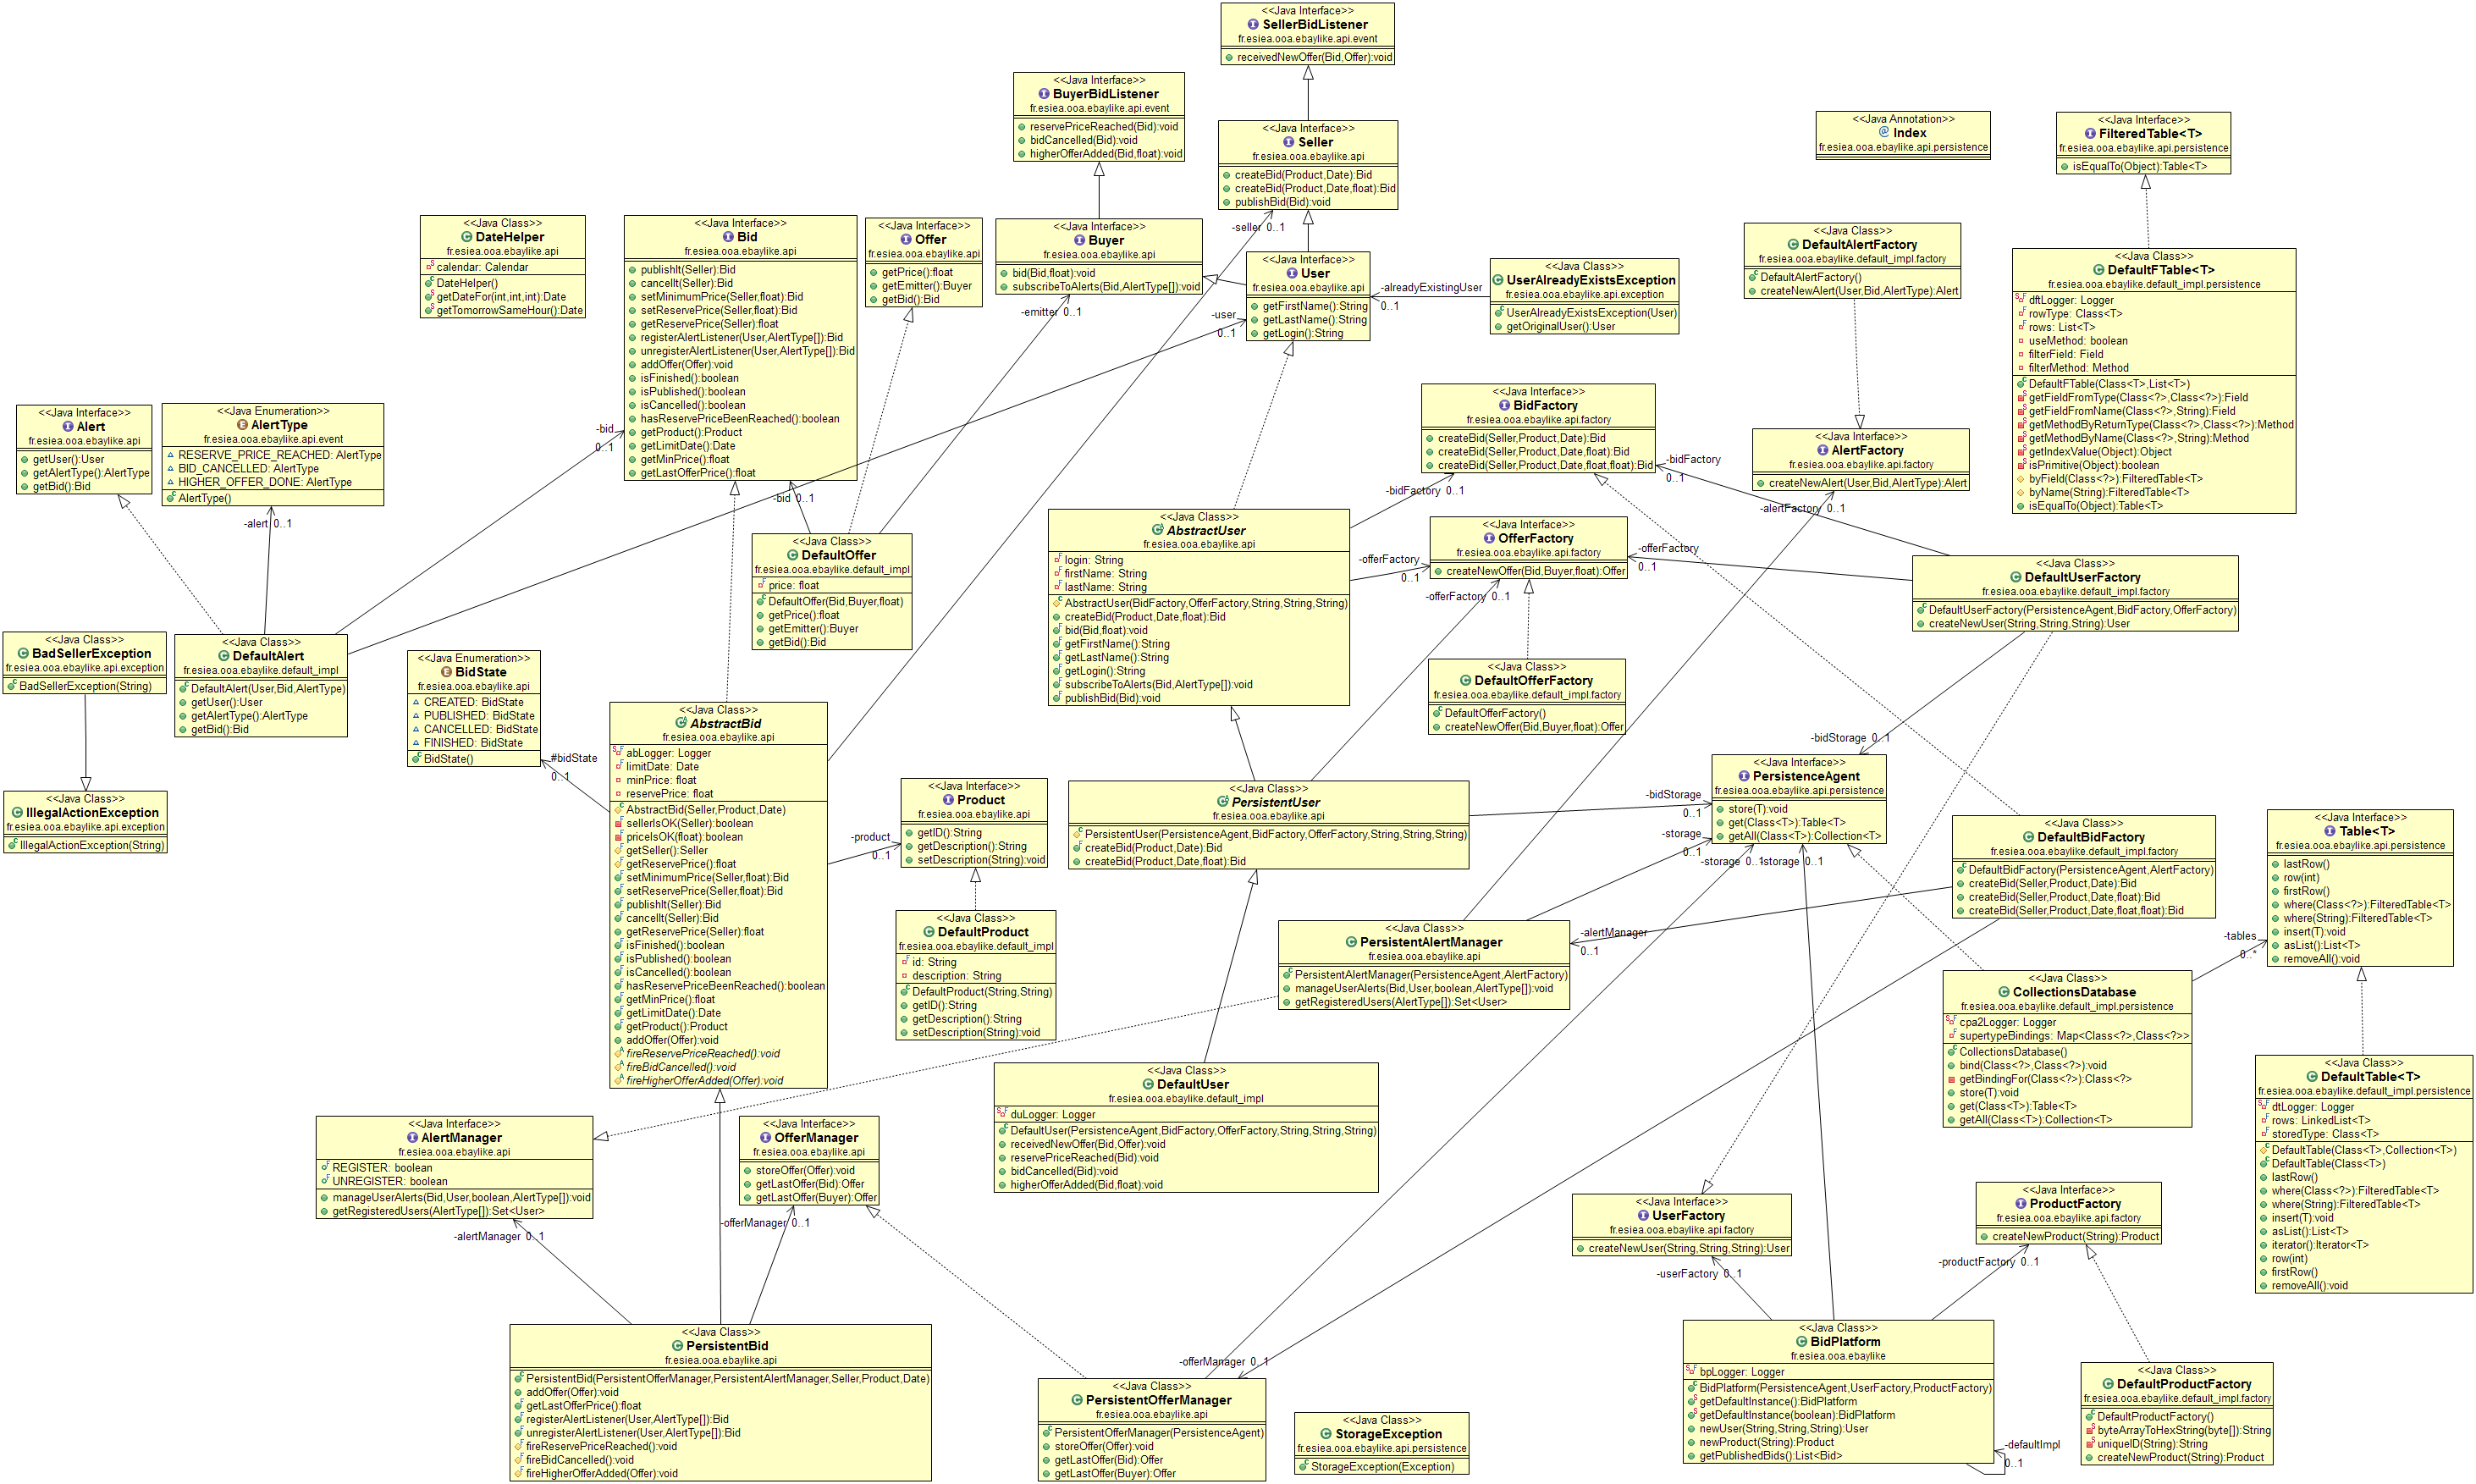 <<Java Interface>>
SellerBidListener
fr.esiea.ooa.ebaylike.api.event
receivedNewOffer(Bid,Offer):void
<<Java Interface>>
BuyerBidListener
fr.esiea.ooa.ebaylike.api.event
reservePriceReached(Bid):void
bidCancelled(Bid):void
higherOfferAdded(Bid,float):void
<<Java Interface>>
Seller
fr.esiea.ooa.ebaylike.api
createBid(Product,Date):Bid
createBid(Product,Date,float):Bid
publishBid(Bid):void
<<Java Annotation>>
@ Index
fr.esiea.ooa.ebaylike.api.persistence
<<Java Interface>>
FilteredTable<T>
fr.esiea.ooa.ebaylike.api.persistence
isEqualTo(Object):Table<T>
<<Java Class>>
DateHelper
fr.esiea.ooa.ebaylike.api
calendar: Calendar
DateHelper()
getDateFor(int,int,int):Date
getTomorrowSameHour():Date
<<Java Interface>>
Bid
fr.esiea.ooa.ebaylike.api
publishIt(Seller):Bid
cancelIt(Seller):Bid
setMinimumPrice(Seller,float):Bid
setReservePrice(Seller,float):Bid
getReservePrice(Seller):float
registerAlertListener(User,AlertType[]):Bid
unregisterAlertListener(User,AlertType[]):Bid
addOffer(Offer):void
isFinished():boolean
isPublished():boolean
isCancelled():boolean
hasReservePriceBeenReached():boolean
getProduct():Product
getLimitDate():Date
getMinPrice():float
getLastOfferPrice():float
<<Java Interface>>
Offer
fr.esiea.ooa.ebaylike.api
getPrice():float
getEmitter():Buyer
getBid():Bid
<<Java Interface>>
Buyer
fr.esiea.ooa.ebaylike.api
bid(Bid,float):void
subscribeToAlerts(Bid,AlertType[]):void
-seller 0..1
<<Java Interface>>
User
fr.esiea.ooa.ebaylike.api
getFirstName():String
getLastName():String
getLogin():String
-emitter 0..1
-user
0..1
-alreadyExistingUser
0..1
<<Java Class>>
UserAlreadyExistsException
fr.esiea.ooa.ebaylike.api.exception
UserAlreadyExistsException(User)
getOriginalUser():User
<<Java Class>>
DefaultAlertFactory
fr.esiea.ooa.ebaylike.default_impl.factory
DefaultAlertFactory()
createNewAlert(User,Bid,AlertType):Alert
<<Java Class>>
DefaultFTable<T>
fr.esiea.ooa.ebaylike.default_impl.persistence
dftLogger: Logger
rowType: Class<T>
rows: List<T>
useMethod: boolean
filterField: Field
filterMethod: Method
DefaultFTable(Class<T>,List<T>)
getFieldFromType(Class<?>,Class<?>):Field
getFieldFromName(Class<?>,String):Field
getMethodByReturnType(Class<?>,Class<?>):Method
getMethodByName(Class<?>,String):Method
getIndexValue(Object):Object
isPrimitive(Object):boolean
byField(Class<?>):FilteredTable<T>
byName(String):FilteredTable<T>
isEqualTo(Object):Table<T>
<<Java Interface>>
Alert
fr.esiea.ooa.ebaylike.api
getUser():User
getAlertType():AlertType
getBid():Bid
<<Java Enumeration>>
AlertType
fr.esiea.ooa.ebaylike.api.event
RESERVE_PRICE_REACHED: AlertType
BID_CANCELLED: AlertType
HIGHER_OFFER_DONE: AlertType
AlertType()
-bid
0..1
-alert 0..1
-bid 0..1
<<Java Interface>>
BidFactory
fr.esiea.ooa.ebaylike.api.factory
createBid(Seller,Product,Date):Bid
createBid(Seller,Product,Date,float):Bid
createBid(Seller,Product,Date,float,float):Bid
-bidFactory
0..1
-bidFactory 0..1
<<Java Interface>>
AlertFactory
fr.esiea.ooa.ebaylike.api.factory
createNewAlert(User,Bid,AlertType):Alert
-alertFactory 0..1
<<Java Class>>
DefaultOffer
fr.esiea.ooa.ebaylike.default_impl
price: float
DefaultOffer(Bid,Buyer,float)
getPrice():float
getEmitter():Buyer
getBid():Bid
<<Java Class>>
AbstractUser
fr.esiea.ooa.ebaylike.api
login: String
firstName: String
lastName: String
AbstractUser(BidFactory,OfferFactory,String,String,String)
createBid(Product,Date,float):Bid
bid(Bid,float):void
getFirstName():String
getLastName():String
getLogin():String
subscribeToAlerts(Bid,AlertType[]):void
publishBid(Bid):void
-offerFactory
0..1
<<Java Interface>>
OfferFactory
fr.esiea.ooa.ebaylike.api.factory
createNewOffer(Bid,Buyer,float):Offer
-offerFactory 0..1
-offerFactory
0..1
<<Java Class>>
DefaultUserFactory
fr.esiea.ooa.ebaylike.default_impl.factory
DefaultUserFactory(PersistenceAgent,BidFactory,OfferFactory)
createNewUser(String,String,String):User
<<Java Class>>
BadSellerException
fr.esiea.ooa.ebaylike.api.exception
BadSellerException(String)
<<Java Class>>
DefaultAlert
fr.esiea.ooa.ebaylike.default_impl
DefaultAlert(User,Bid,AlertType)
getUser():User
getAlertType():AlertType
getBid():Bid
<<Java Enumeration>>
BidState
fr.esiea.ooa.ebaylike.api
CREATED: BidState
PUBLISHED: BidState
CANCELLED: BidState
FINISHED: BidState
BidState()
#bidState
0..1
<<Java Class>>
DefaultOfferFactory
fr.esiea.ooa.ebaylike.default_impl.factory
DefaultOfferFactory()
createNewOffer(Bid,Buyer,float):Offer
<<Java Class>>
AbstractBid
fr.esiea.ooa.ebaylike.api
abLogger: Logger
limitDate: Date
minPrice: float
reservePrice: float
AbstractBid(Seller,Product,Date)
sellerIsOK(Seller):boolean
priceIsOK(float):boolean
getSeller():Seller
getReservePrice():float
setMinimumPrice(Seller,float):Bid
setReservePrice(Seller,float):Bid
publishIt(Seller):Bid
cancelIt(Seller):Bid
getReservePrice(Seller):float
isFinished():boolean
isPublished():boolean
isCancelled():boolean
hasReservePriceBeenReached():boolean
getMinPrice():float
getLimitDate():Date
getProduct():Product
addOffer(Offer):void
fireReservePriceReached():void
fireBidCancelled():void
fireHigherOfferAdded(Offer):void
<<Java Class>>
IllegalActionException
fr.esiea.ooa.ebaylike.api.exception
IllegalActionException(String)
<<Java Interface>>
Product
fr.esiea.ooa.ebaylike.api
getID():String
getDescription():String
setDescription(String):void
-product
0..1
<<Java Class>>
PersistentUser
fr.esiea.ooa.ebaylike.api
PersistentUser(PersistenceAgent,BidFactory,OfferFactory,String,String,String)
createBid(Product,Date):Bid
createBid(Product,Date,float):Bid
-bidStorage 0..1
<<Java Interface>>
PersistenceAgent
fr.esiea.ooa.ebaylike.api.persistence
store(T):void
get(Class<T>):Table<T>
getAll(Class<T>):Collection<T>
-bidStorage
0..1
-storage
0..1
-storage 0..1
-storage 0..1
<<Java Class>>
DefaultBidFactory
fr.esiea.ooa.ebaylike.default_impl.factory
DefaultBidFactory(PersistenceAgent,AlertFactory)
createBid(Seller,Product,Date):Bid
createBid(Seller,Product,Date,float):Bid
createBid(Seller,Product,Date,float,float):Bid
<<Java Interface>>
Table<T>
fr.esiea.ooa.ebaylike.api.persistence
lastRow()
row(int)
firstRow()
where(Class<?>):FilteredTable<T>
where(String):FilteredTable<T>
insert(T):void
asList():List<T>
removeAll():void
<<Java Class>>
DefaultProduct
fr.esiea.ooa.ebaylike.default_impl
id: String
description: String
DefaultProduct(String,String)
getID():String
getDescription():String
setDescription(String):void
<<Java Class>>
PersistentAlertManager
fr.esiea.ooa.ebaylike.api
PersistentAlertManager(PersistenceAgent,AlertFactory)
manageUserAlerts(Bid,User,boolean,AlertType[]):void
getRegisteredUsers(AlertType[]):Set<User>
-alertManager
0..1
-tables
0..*
<<Java Class>>
CollectionsDatabase
fr.esiea.ooa.ebaylike.default_impl.persistence
cpa2Logger: Logger
supertypeBindings: Map<Class<?>,Class<?>>
CollectionsDatabase()
bind(Class<?>,Class<?>):void
getBindingFor(Class<?>):Class<?>
store(T):void
get(Class<T>):Table<T>
getAll(Class<T>):Collection<T>
<<Java Class>>
DefaultTable<T>
fr.esiea.ooa.ebaylike.default_impl.persistence
dtLogger: Logger
rows: LinkedList<T>
storedType: Class<T>
DefaultTable(Class<T>,Collection<T>)
DefaultTable(Class<T>)
lastRow()
where(Class<?>):FilteredTable<T>
where(String):FilteredTable<T>
insert(T):void
asList():List<T>
iterator():Iterator<T>
row(int)
firstRow()
removeAll():void
<<Java Class>>
DefaultUser
fr.esiea.ooa.ebaylike.default_impl
duLogger: Logger
DefaultUser(PersistenceAgent,BidFactory,OfferFactory,String,String,String)
receivedNewOffer(Bid,Offer):void
reservePriceReached(Bid):void
bidCancelled(Bid):void
higherOfferAdded(Bid,float):void
<<Java Interface>>
AlertManager
fr.esiea.ooa.ebaylike.api
REGISTER: boolean
UNREGISTER: boolean
manageUserAlerts(Bid,User,boolean,AlertType[]):void
getRegisteredUsers(AlertType[]):Set<User>
-alertManager 0..1
<<Java Interface>>
OfferManager
fr.esiea.ooa.ebaylike.api
storeOffer(Offer):void
getLastOffer(Bid):Offer
getLastOffer(Buyer):Offer
-offerManager 0..1
<<Java Interface>>
UserFactory
fr.esiea.ooa.ebaylike.api.factory
createNewUser(String,String,String):User
-userFactory 0..1
<<Java Interface>>
ProductFactory
fr.esiea.ooa.ebaylike.api.factory
createNewProduct(String):Product
-productFactory 0..1
<<Java Class>>
PersistentBid
fr.esiea.ooa.ebaylike.api
PersistentBid(PersistentOfferManager,PersistentAlertManager,Seller,Product,Date)
addOffer(Offer):void
getLastOfferPrice():float
registerAlertListener(User,AlertType[]):Bid
unregisterAlertListener(User,AlertType[]):Bid
fireReservePriceReached():void
fireBidCancelled():void
fireHigherOfferAdded(Offer):void
-offerManager 0..1
<<Java Class>>
PersistentOfferManager
fr.esiea.ooa.ebaylike.api
PersistentOfferManager(PersistenceAgent)
storeOffer(Offer):void
getLastOffer(Bid):Offer
getLastOffer(Buyer):Offer
<<Java Class>>
StorageException
fr.esiea.ooa.ebaylike.api.persistence
StorageException(Exception)
<<Java Class>>
BidPlatform
fr.esiea.ooa.ebaylike
bpLogger: Logger
BidPlatform(PersistenceAgent,UserFactory,ProductFactory)
getDefaultInstance():BidPlatform
getDefaultInstance(boolean):BidPlatform
newUser(String,String,String):User
newProduct(String):Product
getPublishedBids():List<Bid>
-defaultImpl
0..1
<<Java Class>>
DefaultProductFactory
fr.esiea.ooa.ebaylike.default_impl.factory
DefaultProductFactory()
byteArrayToHexString(byte[]):String
uniqueID(String):String
createNewProduct(String):Product